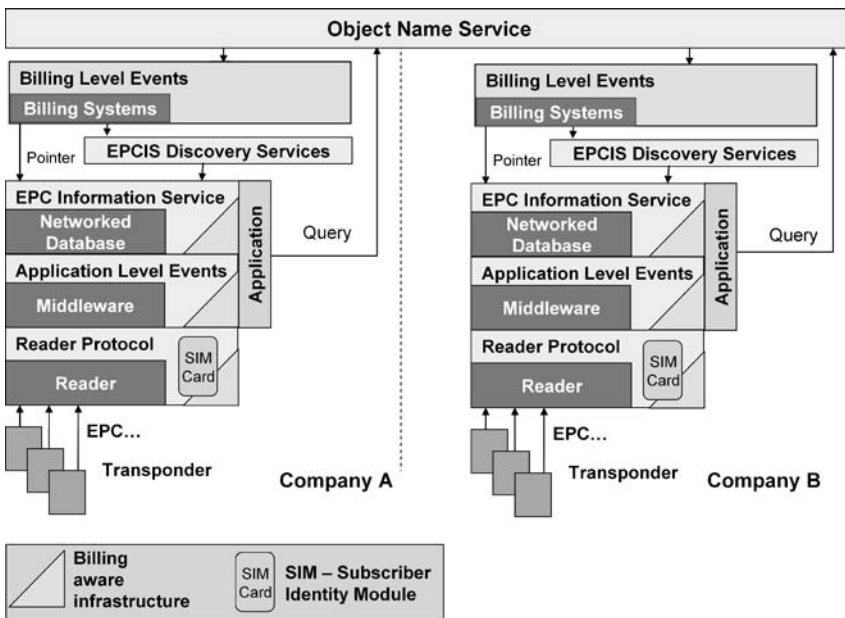 Object Name Service
Billing Level Events
Billing Systems
Pointer
EPCIS Discovery Services
EPC Information Service
Networked
Database
Application Level Events
Middleware
Reader Protocol
SIM
Card
Reader
Application
Query
EPC...
Transponder
Company A
Billing Level Events
Billing Systems
Pointer
EPCIS Discovery Services
EPC Information Service
Networked
Database
Application Level Events
Middleware
Reader Protocol
SIM
Card
Reader
Application
Query
EPC...
Transponder
Company B
Billing
aware
infrastructure
SIM
Card
SIM – Subscriber
Identity Module